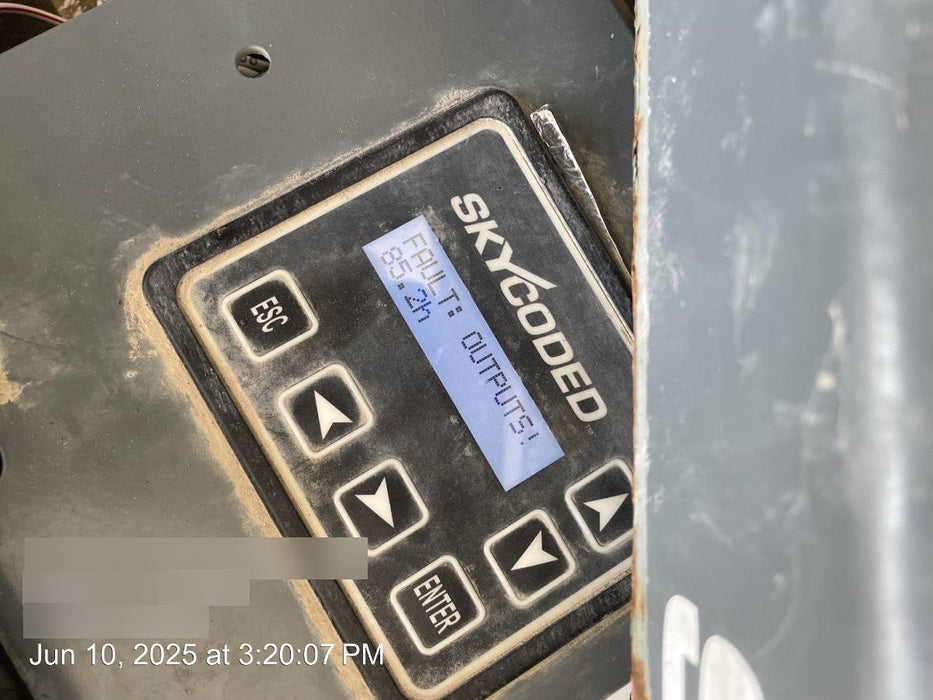 SKYCODED
FAULT: OUTPUTS!
85.2h
ESC
ENTER
Jun 10, 2025 at 3:20:07 PM